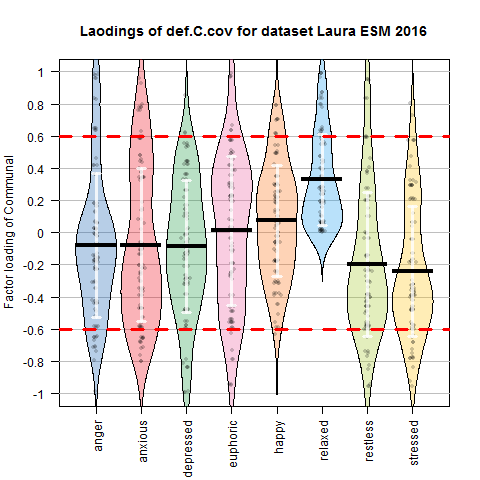 Laodings of def.C.cov for dataset Laura ESM 2016
Factor loading of Communal
1
0.8
0.6
0.4
0.2
0
-0.2
-0.4
-0.6
-0.8
-1
anger
anxious
depressed
euphoric
happy
relaxed
restless
stressed